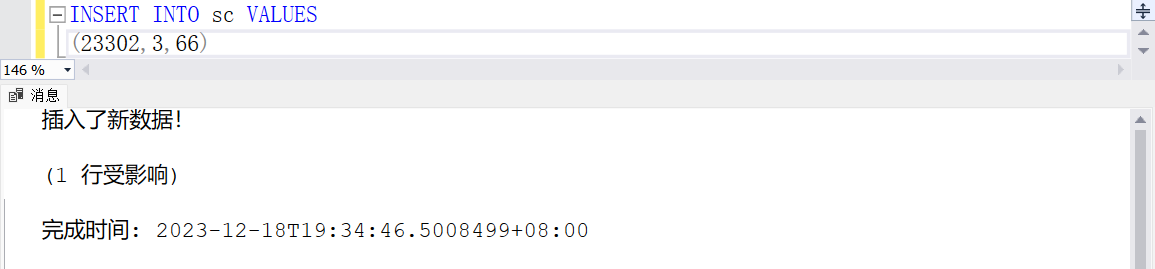 INSERT INTO sc VALUES
(23302,3,66)
146 %
消息
插入了新数据!
(1 行受影响)
完成时间: 2023-12-18T19:34:46.5008499+08:00